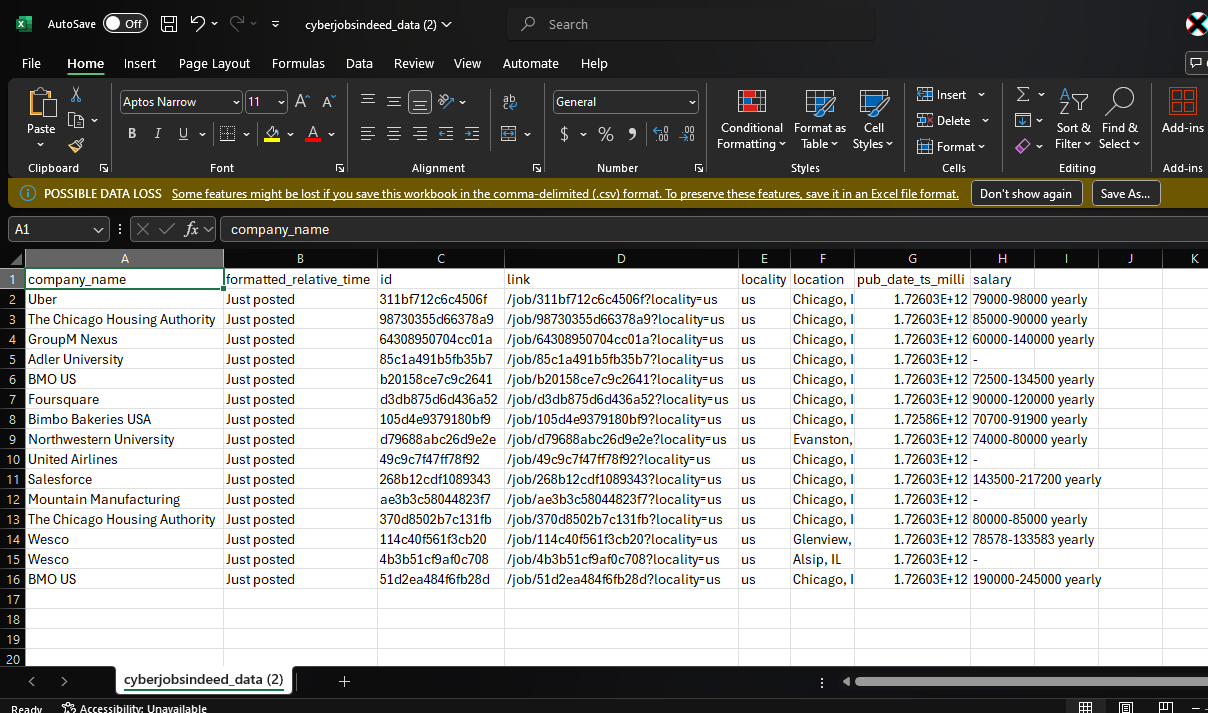 AutoSave Off cyberjobsindeed_data (2) Search
File Home Insert Page Layout Formulas Data Review View Automate Help
Aptos Narrow 11 General Insert
Paste Conditional Formatting Format as Table Cell Styles Delete Sort & Filter Find & Select Add-ins
B I U $ % Format
Clipboard Font Alignment Number Styles Cells Editing Add-ins
POSSIBLE DATA LOSS Some features might be lost if you save this workbook in the comma-delimited (.csv) format. To preserve these features, save it in an Excel file format. Don't show again Save As...
A1 fx company_name
A B C D E F G H I J K
1 company_name formatted_relative_time id link locality location pub_date_ts_milli salary
2 Uber Just posted 311bf712c6c4506f /job/311bf712c6c4506f?locality=us us Chicago, I 1.72603E+12 79000-98000 yearly
3 The Chicago Housing Authority Just posted 98730355d66378a9 /job/98730355d66378a9?locality=us us Chicago, I 1.72603E+12 85000-90000 yearly
4 GroupM Nexus Just posted 64308950704cc01a /job/64308950704cc01a?locality=us us Chicago, I 1.72603E+12 60000-140000 yearly
5 Adler University Just posted 85c1a491b5fb35b7 /job/85c1a491b5fb35b7?locality=us us Chicago, I 1.72603E+12 -
6 BMO US Just posted b20158ce7c9c2641 /job/b20158ce7c9c2641?locality=us us Chicago, I 1.72603E+12 72500-134500 yearly
7 Foursquare Just posted d3db875d6d436a52 /job/d3db875d6d436a52?locality=us us Chicago, I 1.72603E+12 90000-120000 yearly
8 Bimbo Bakeries USA Just posted 105d4e9379180bf9 /job/105d4e9379180bf9?locality=us us Chicago, I 1.72586E+12 70700-91900 yearly
9 Northwestern University Just posted d79688abc26d9e2e /job/d79688abc26d9e2e?locality=us us Evanston, 1.72603E+12 74000-80000 yearly
10 United Airlines Just posted 49c9c7f47ff78f92 /job/49c9c7f47ff78f92?locality=us us Chicago, I 1.72603E+12 -
11 Salesforce Just posted 268b12cdf1089343 /job/268b12cdf1089343?locality=us us Chicago, I 1.72603E+12 143500-217200 yearly
12 Mountain Manufacturing Just posted ae3b3c58044823f7 /job/ae3b3c58044823f7?locality=us us Chicago, I 1.72603E+12 -
13 The Chicago Housing Authority Just posted 370d8502b7c131fb /job/370d8502b7c131fb?locality=us us Chicago, I 1.72603E+12 80000-85000 yearly
14 Wesco Just posted 114c40f561f3cb20 /job/114c40f561f3cb20?locality=us us Glenview, 1.72603E+12 78578-133583 yearly
15 Wesco Just posted 4b3b51cf9af0c708 /job/4b3b51cf9af0c708?locality=us us Alsip, IL 1.72603E+12 -
16 BMO US Just posted 51d2ea484f6fb28d /job/51d2ea484f6fb28d?locality=us us Chicago, I 1.72603E+12 190000-245000 yearly
17
18
19
20
cyberjobsindeed_data (2)
Ready Accessibility: Unavailable